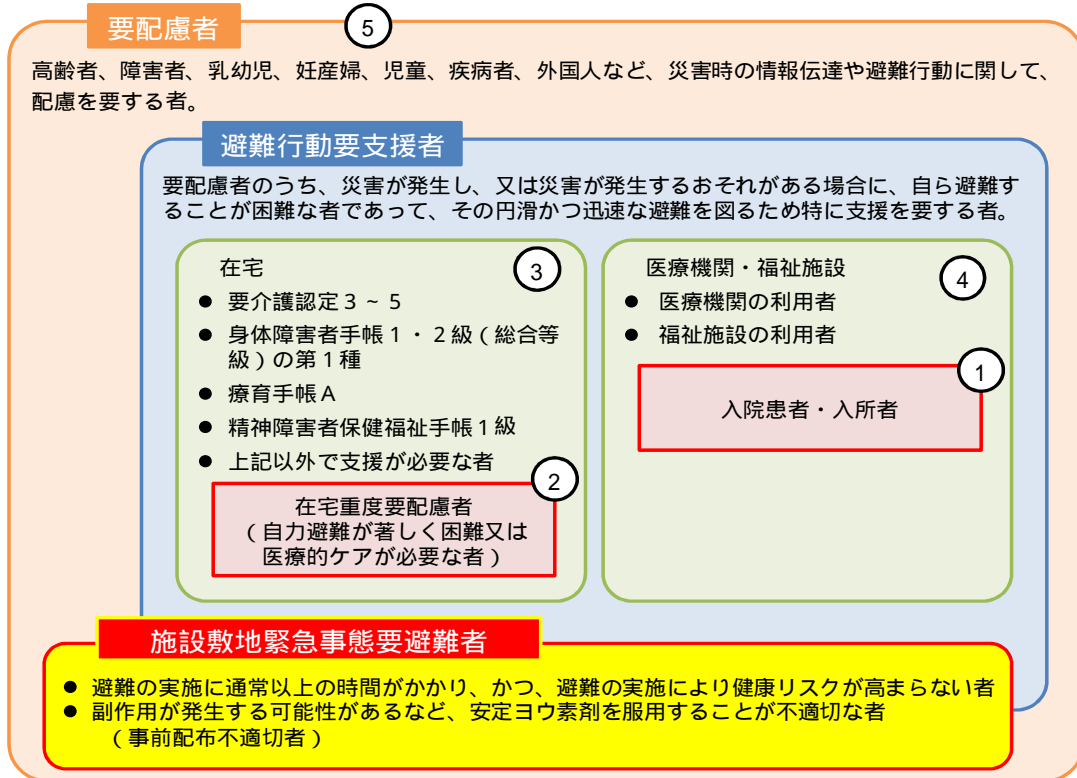 要配慮者
5
高齢者、障害者、乳幼児、妊産婦、児童、疾病者、外国人など、災害時の情報伝達や避難行動に関して、
配慮を要する者。
避難行動要支援者
要配慮者のうち、災害が発生し、又は災害が発生するおそれがある場合に、自ら避難す
ることが困難な者であって、その円滑かつ迅速な避難を図るため特に支援を要する者。
在宅
3
● 要介護認定３~５
● 身体障害者手帳１・２級(総合等
級)の第１種
● 療育手帳Ａ
● 精神障害者保健福祉手帳１級
● 上記以外で支援が必要な者
2
在宅重度要配慮者
(自力避難が著しく困難又は
医療的ケアが必要な者)
医療機関・福祉施設
4
● 医療機関の利用者
● 福祉施設の利用者
1
入院患者・入所者
施設敷地緊急事態要避難者
● 避難の実施に通常以上の時間がかかり、かつ、避難の実施により健康リスクが高まらない者
● 副作用が発生する可能性があるなど、安定ヨウ素剤を服用することが不適切な者
(事前配布不適切者)